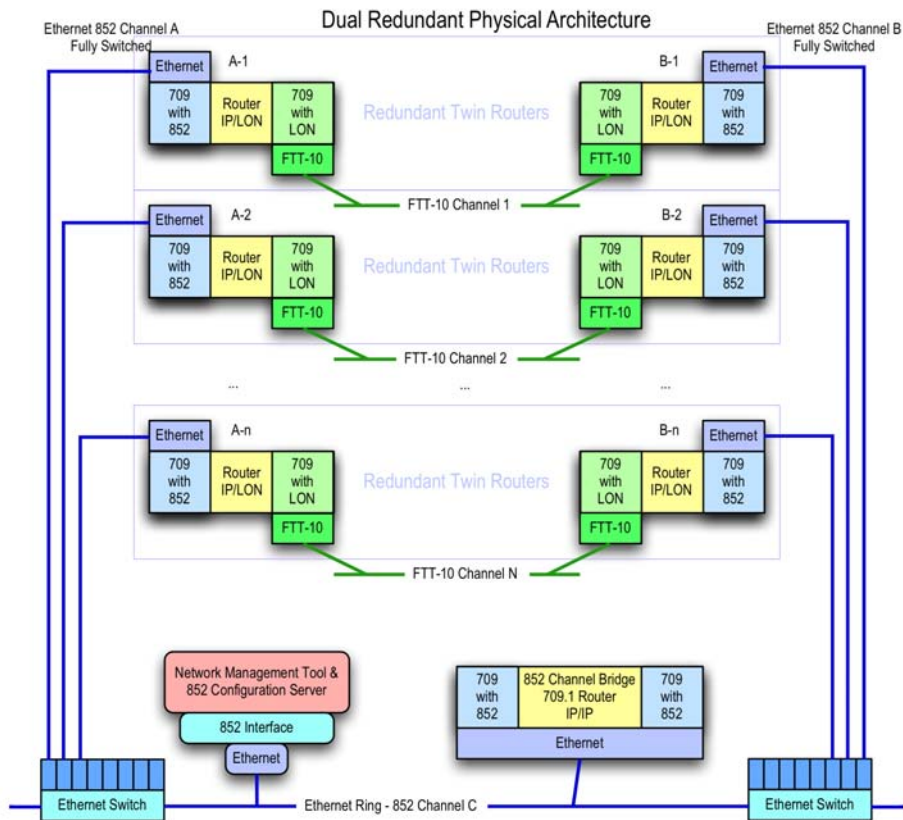 Dual Redundant Physical Architecture
Ethernet 852 Channel A
Fully Switched
Ethernet 852 Channel B
Fully Switched
Ethernet
A-1
B-1
Ethernet
709
with
852
Router
IP/LON
709
with
LON
Redundant Twin Routers
709
with
LON
Router
IP/LON
709
with
852
FTT-10
FTT-10
FTT-10 Channel 1
Ethernet
A-2
B-2
Ethernet
709
with
852
Router
IP/LON
709
with
LON
Redundant Twin Routers
709
with
LON
Router
IP/LON
709
with
852
FTT-10
FTT-10
FTT-10 Channel 2
...
...
...
Ethernet
A-n
B-n
Ethernet
709
with
852
Router
IP/LON
709
with
LON
Redundant Twin Routers
709
with
LON
Router
IP/LON
709
with
852
FTT-10
FTT-10
FTT-10 Channel N
Network Management Tool &
852 Configuration Server
852 Interface
Ethernet
709
with
852
852 Channel Bridge
709.1 Router
IP/IP
709
with
852
Ethernet
Ethernet Switch
Ethernet Ring - 852 Channel C
Ethernet Switch